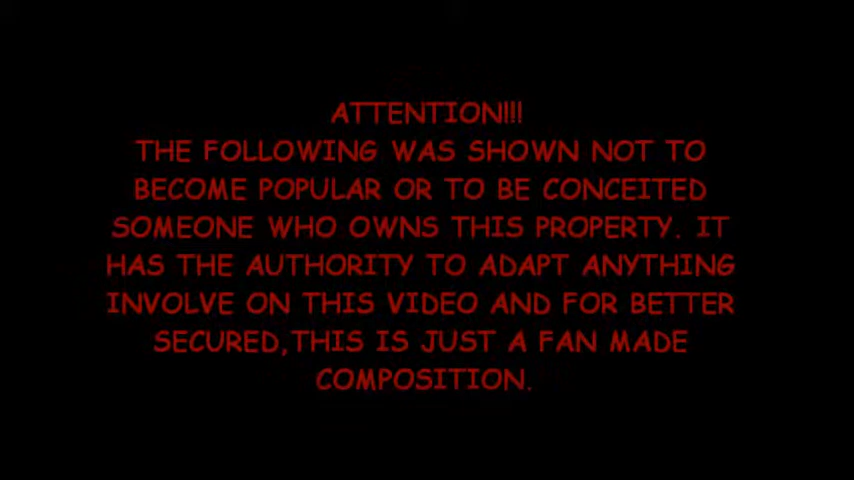 ATTENTION!!!
THE FOLLOWING WAS SHOWN NOT TO
BECOME POPULAR OR TO BE CONCEITED
SOMEONE WHO OWNS THIS PROPERTY. IT
HAS THE AUTHORITY TO ADAPT ANYTHING
INVOLVE ON THIS VIDEO AND FOR BETTER
SECURED,THIS IS JUST A FAN MADE
COMPOSITION.